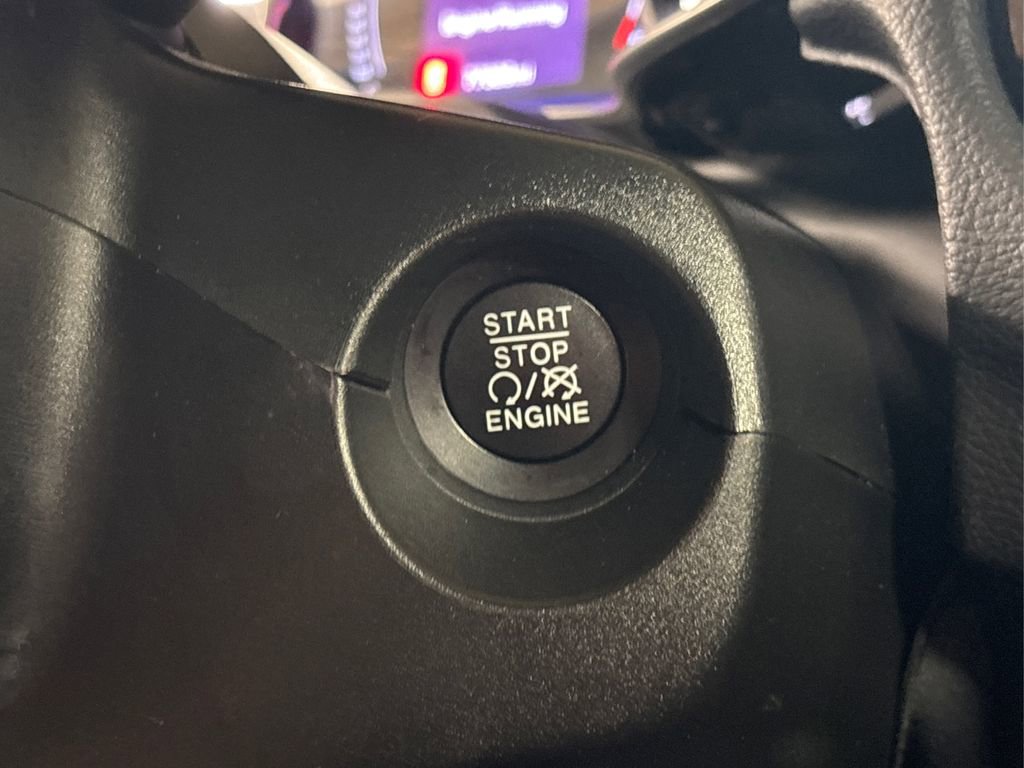 START
STOP
/
ENGINE